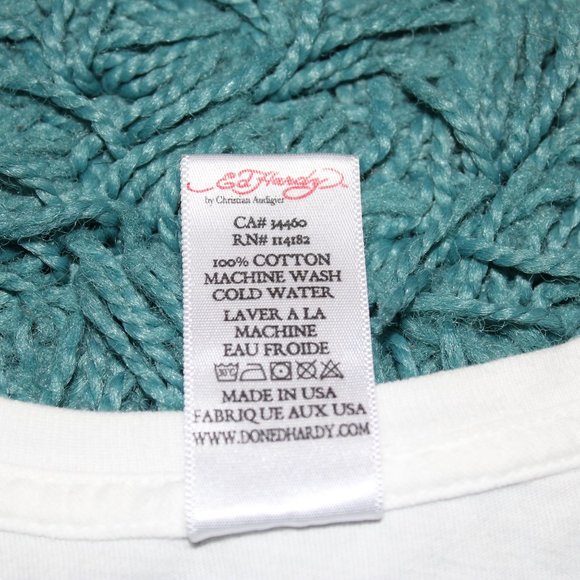 Ed Hardy
by Christian Audigier
CA# 14460
RN# 114182
100% COTTON
MACHINE WASH
COLD WATER
LAVER A LA
MACHINE
EAU FROIDE
MADE IN USA
FABRIQUE AUX USA
WWW.DONEDHARDY.COM